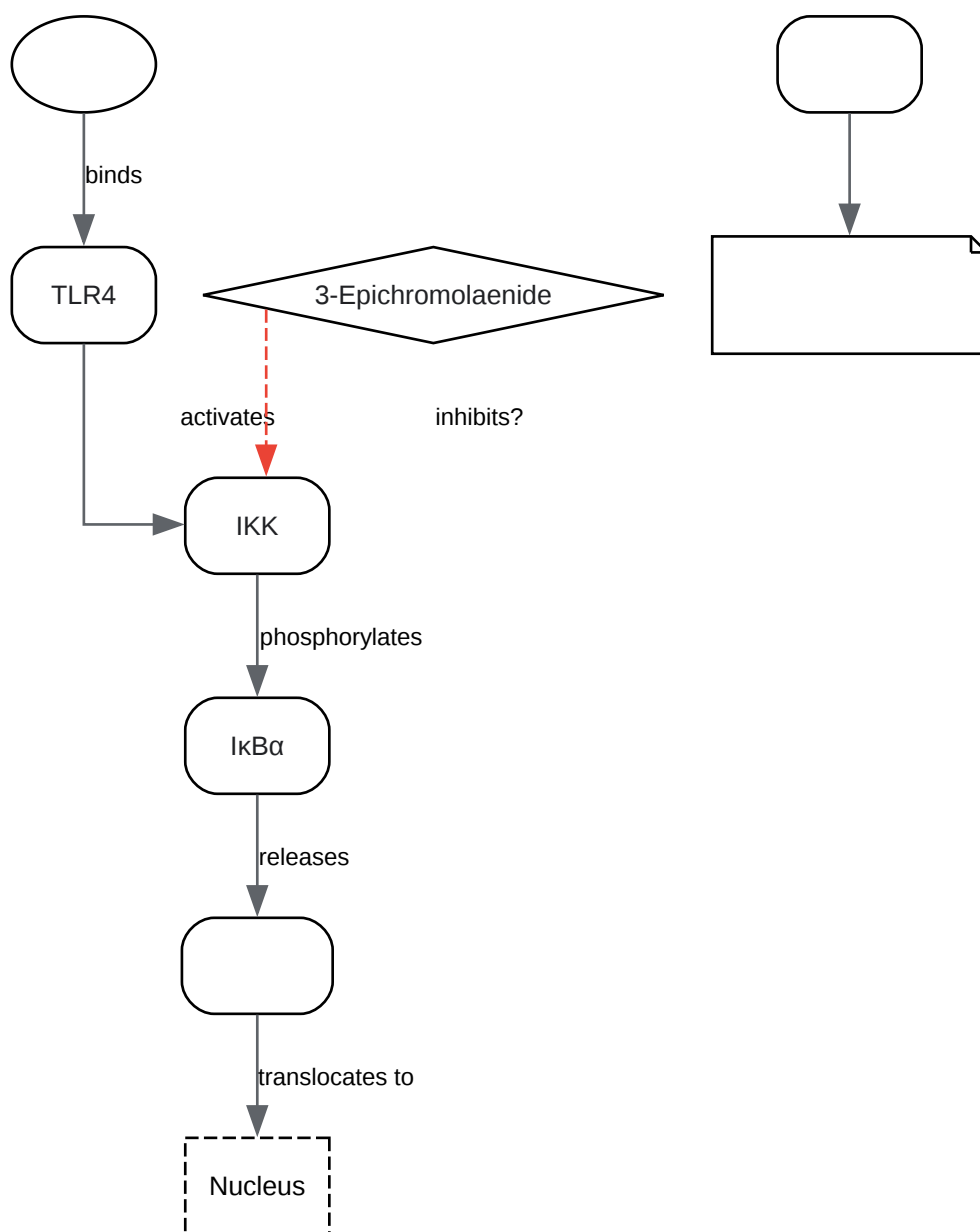 binds
TLR4
3-Epichromolaenide
activates
inhibits?
IKK
phosphorylates
IκBα
releases
translocates to
Nucleus